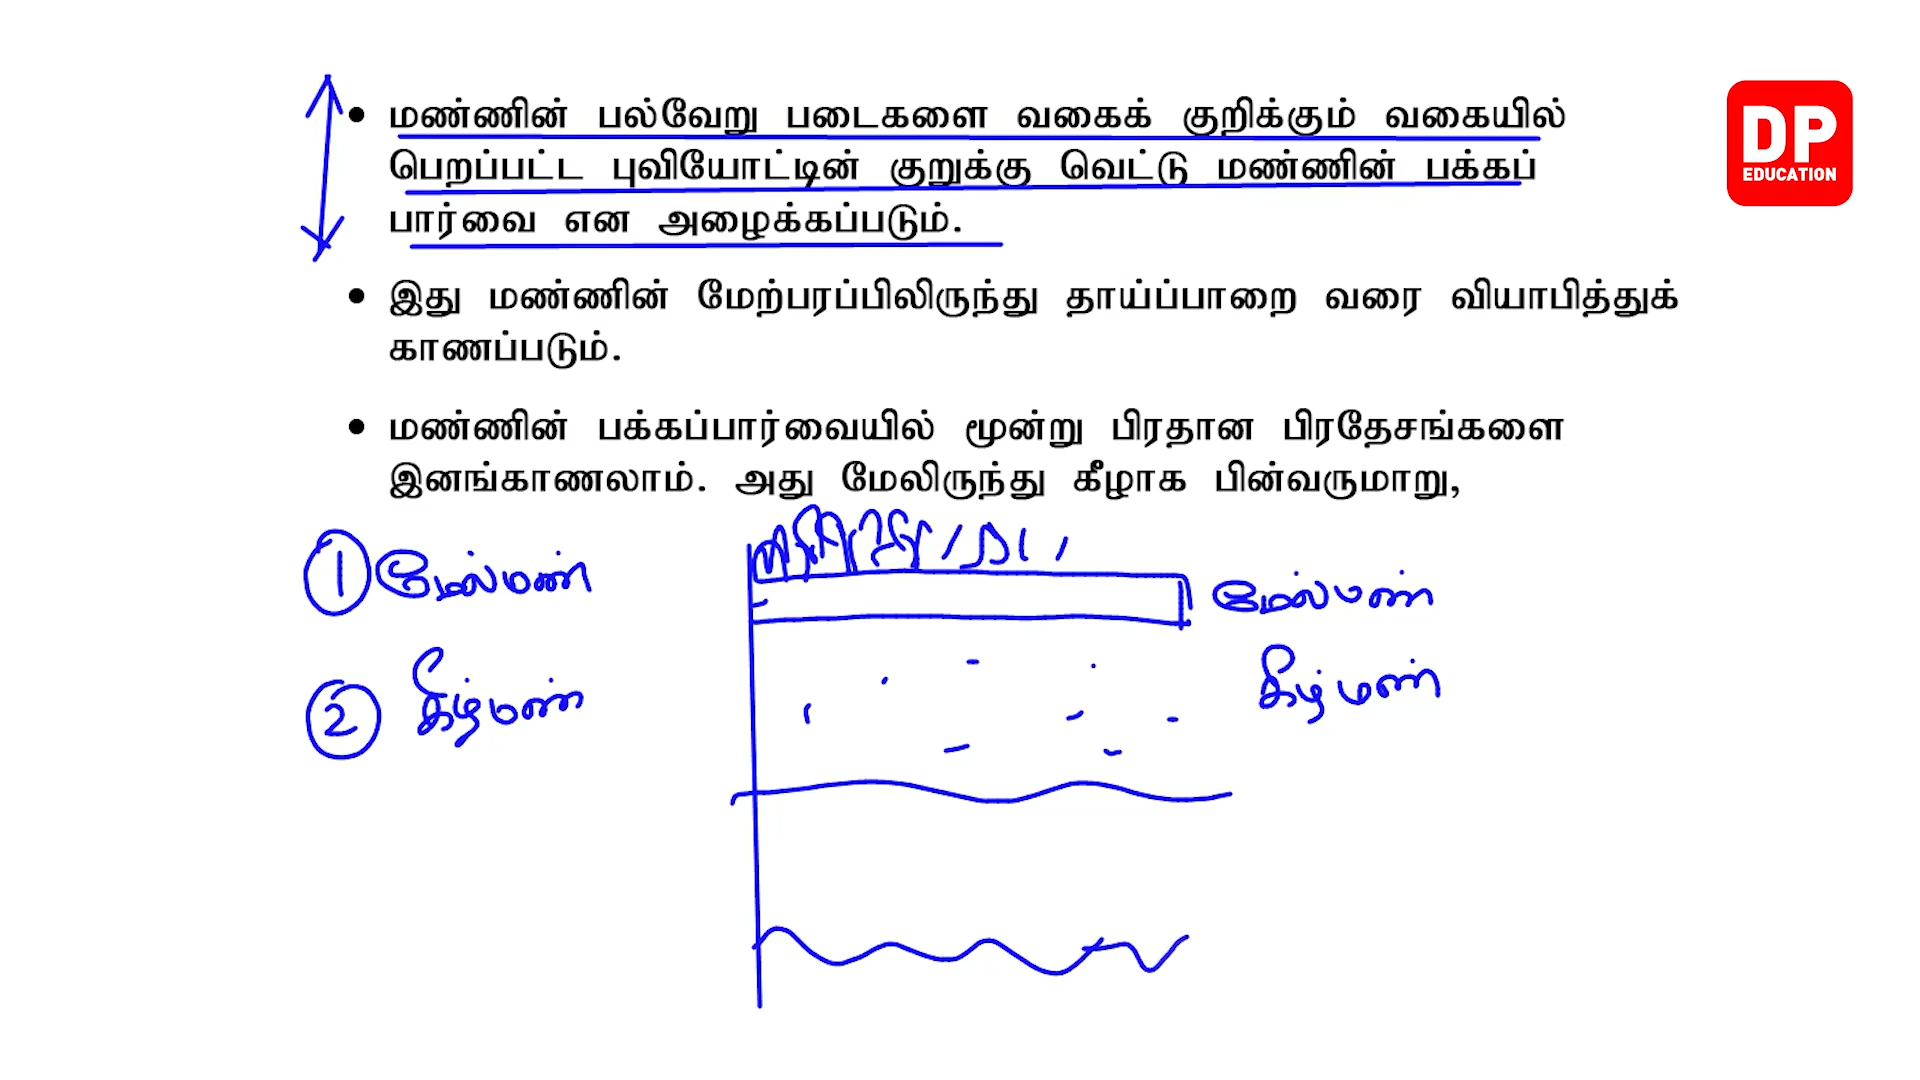 மண்ணின் பல்வேறு படைகளை வகைக் குறிக்கும் வகையில்
பெறப்பட்ட புவியோட்டின் குறுக்கு வெட்டு மண்ணின் பக்கப்
பார்வை என அழைக்கப்படும்.
இது மண்ணின் மேற்பரப்பிலிருந்து தாய்ப்பாறை வரை வியாபித்துக்
காணப்படும்.
மண்ணின் பக்கப்பார்வையில் மூன்று பிரதான பிரதேசங்களை
இனங்காணலாம். அது மேலிருந்து கீழாக பின்வருமாறு,
1 மேல்மண்
மேல்மண்
2 கீழ்மண்
கீழ்மண்
DP
EDUCATION